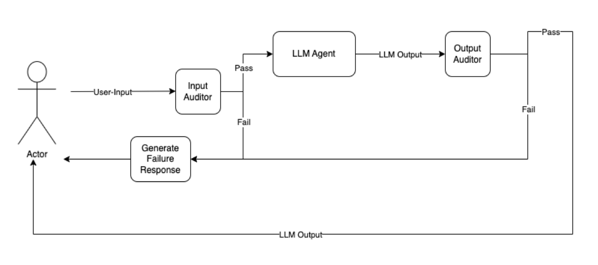 Pass
LLM Agent
LLM Output
Output
Auditor
Pass
User-Input
Input
Auditor
Fail
Fail
Actor
Generate
Failure
Response
LLM Output